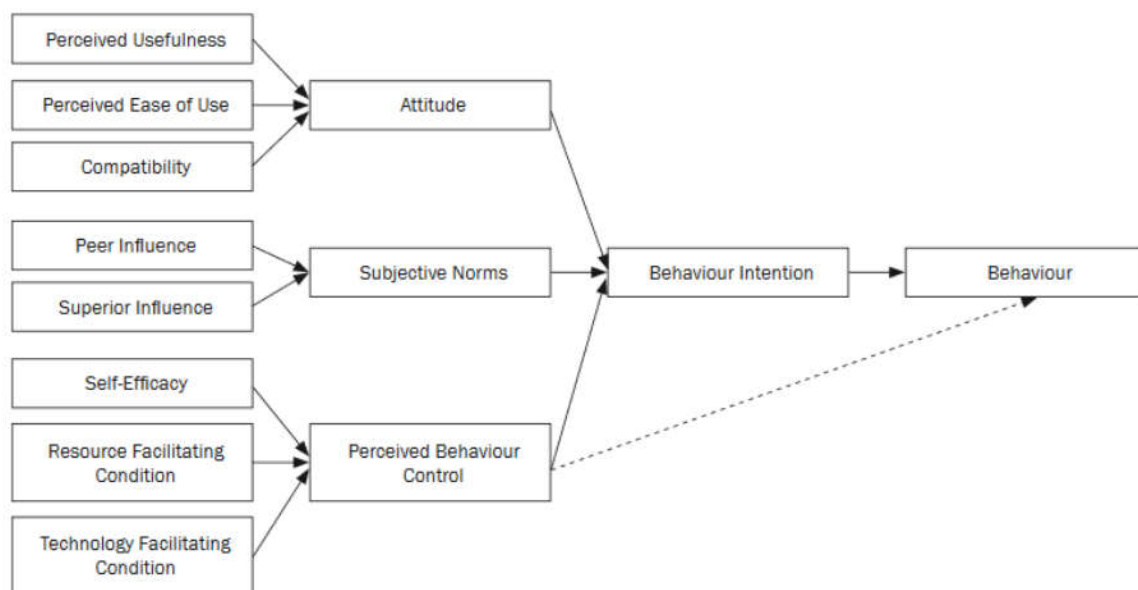 Perceived Usefulness
Perceived Ease of Use
Compatibility
Attitude
Peer Influence
Superior Influence
Subjective Norms
Behaviour Intention
Behaviour
Self-Efficacy
Resource Facilitating
Condition
Technology Facilitating
Condition
Perceived Behaviour
Control